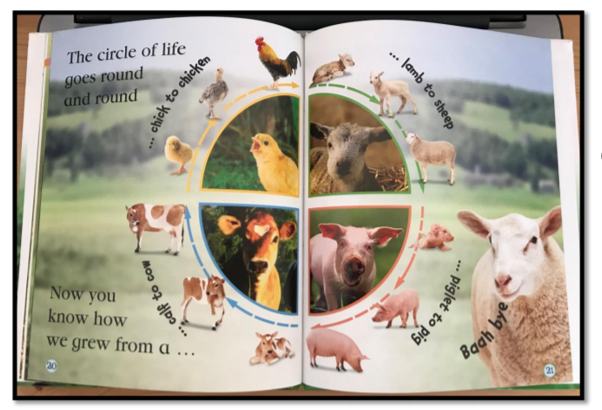 The circle of life
goes round
and round
... chick to chicken
... lamb to sheep
... calf to cow
... piglet to pig
Now you
know how
we grew from a ...
Baah bye
20
21